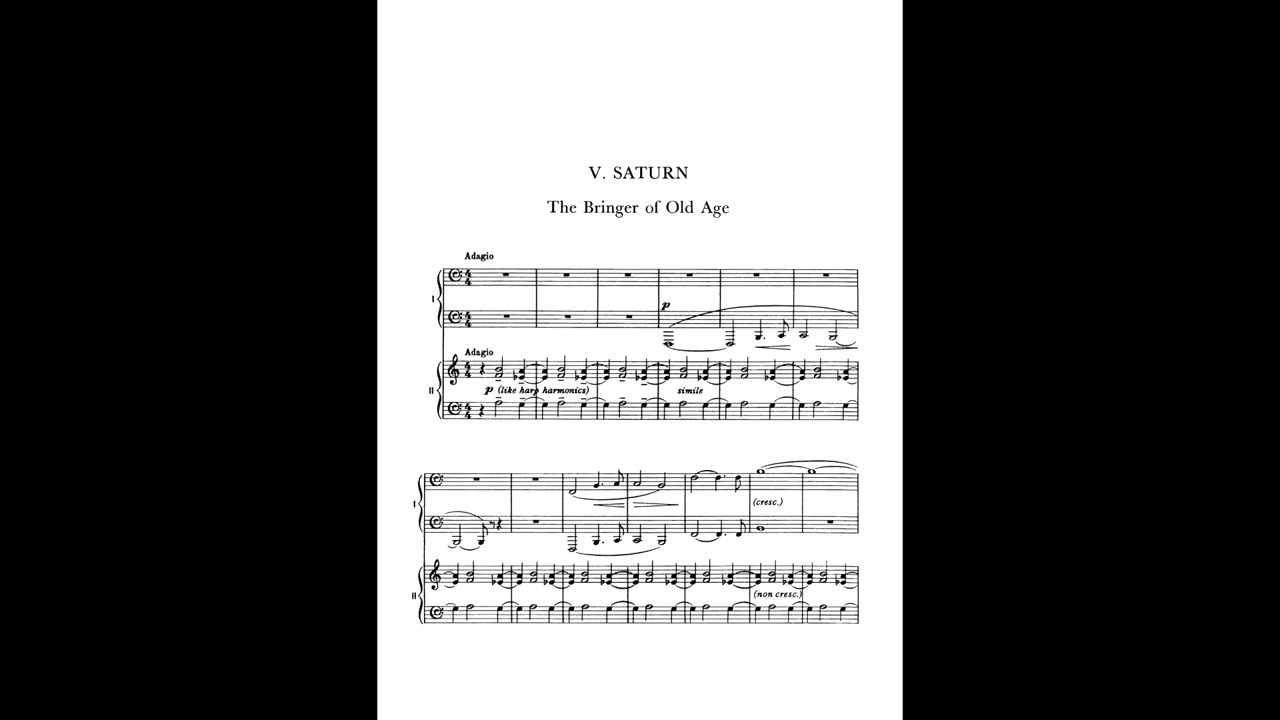 V. SATURN
The Bringer of Old Age
Adagio
I
p
Adagio
II
p (like harp harmonics)
simile
I
(cresc.)
II
(non cresc.)